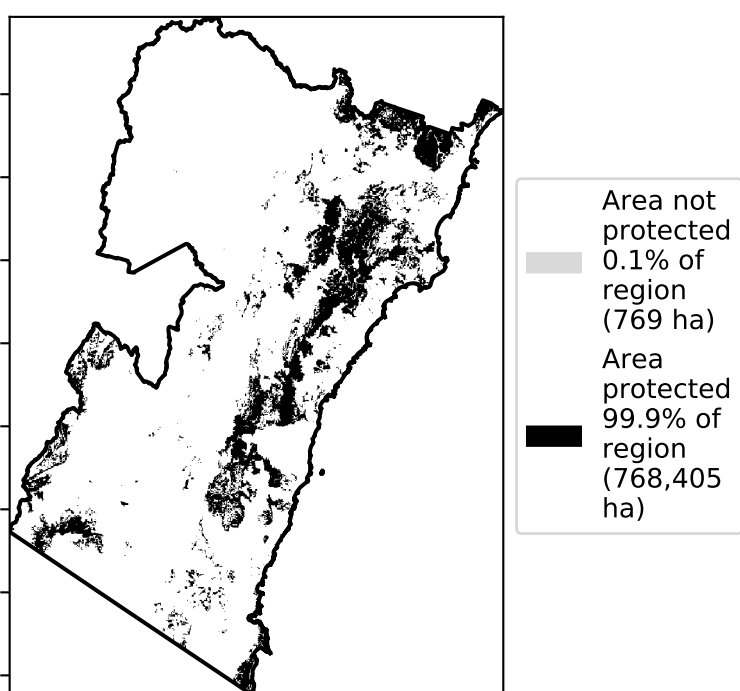 Area not
protected
0.1% of
region
(769 ha)
Area
protected
99.9% of
region
(768,405
ha)